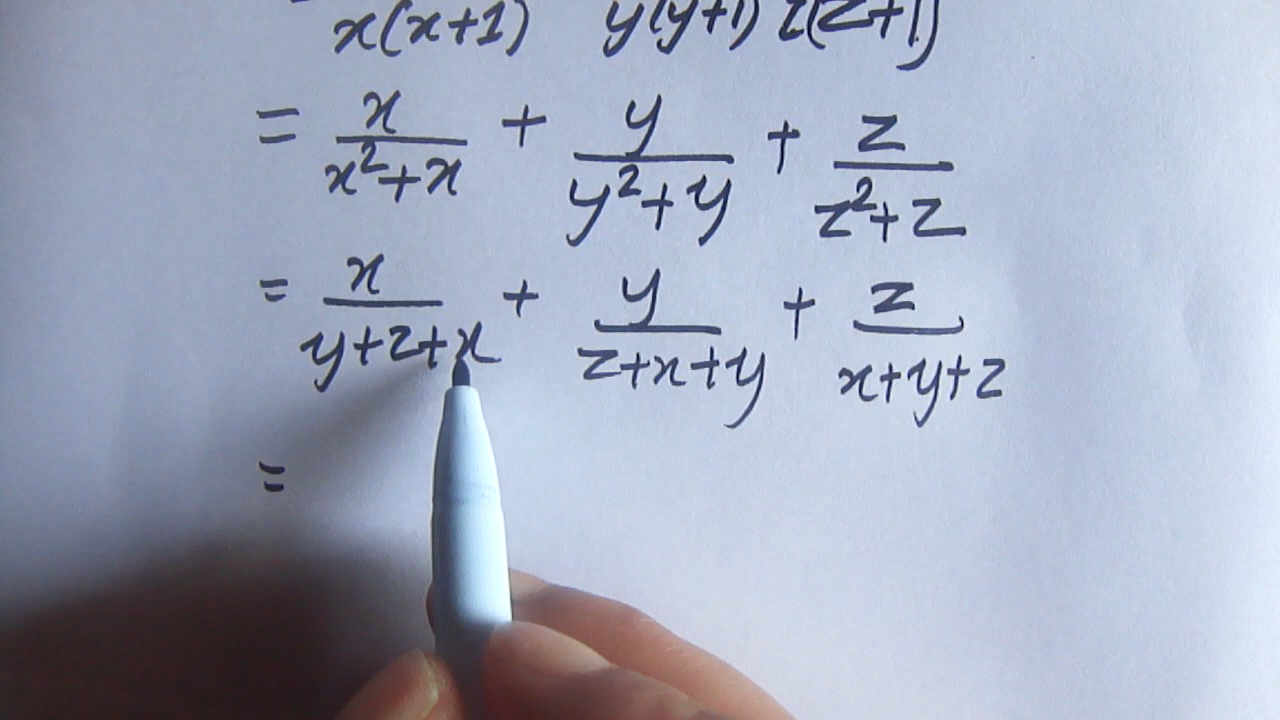 x(x+1) y(y+1) z(z+1)
= x/(x²+x) + y/(y²+y) + z/(z²+z)
= x/(y+z+x) + y/(z+x+y) + z/(x+y+z)
=